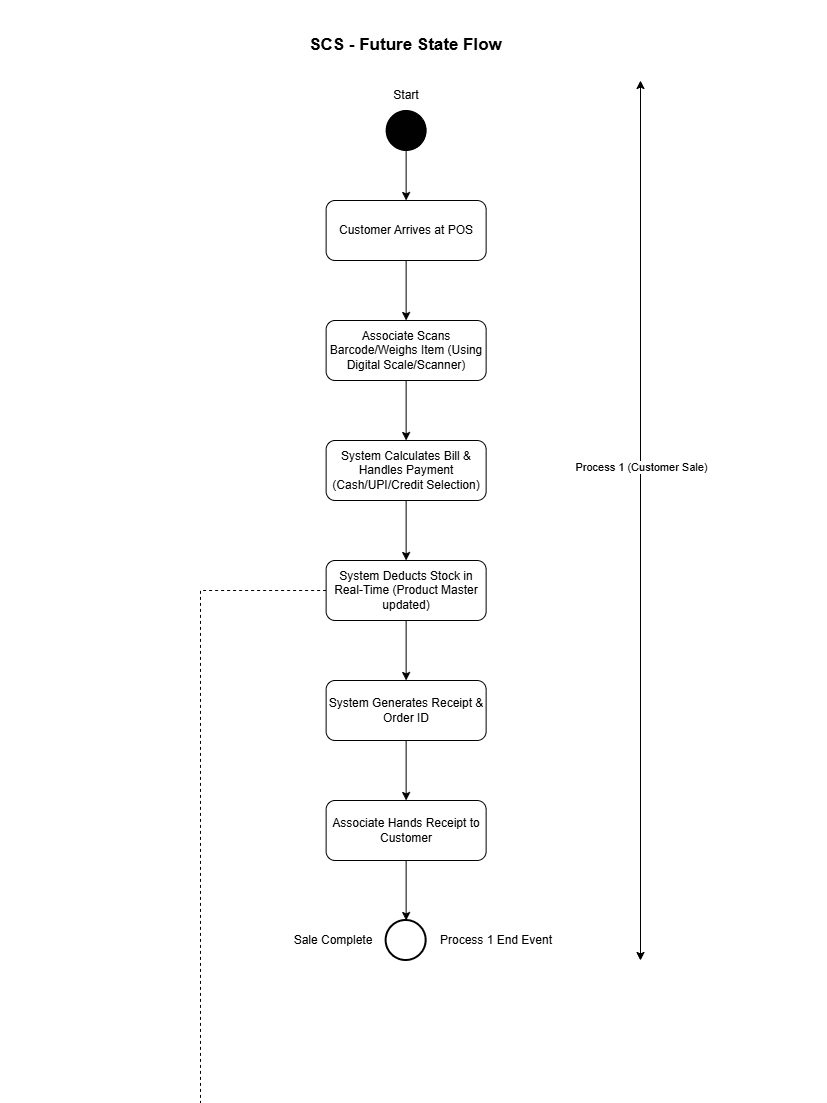 SCS - Future State Flow
Start
Customer Arrives at POS
Associate Scans
Barcode/Weighs Item (Using
Digital Scale/Scanner)
System Calculates Bill &
Handles Payment
(Cash/UPI/Credit Selection)
Process 1 (Customer Sale)
System Deducts Stock in
Real-Time (Product Master
updated)
System Generates Receipt &
Order ID
Associate Hands Receipt to
Customer
Sale Complete
Process 1 End Event